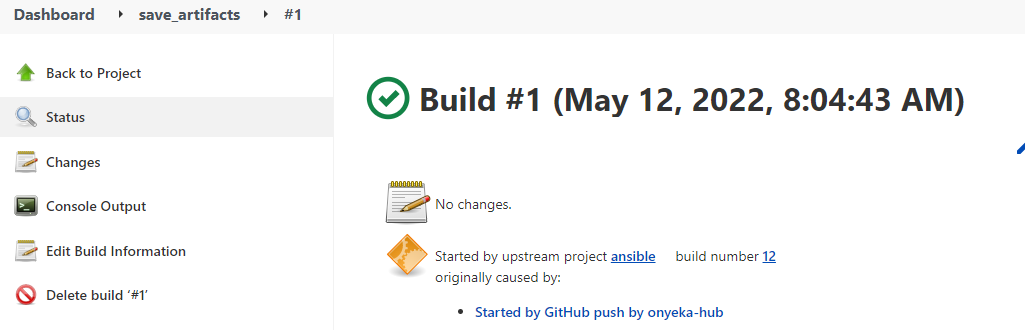 Dashboard save_artifacts #1
Back to Project
Status
Changes
Console Output
Edit Build Information
Delete build ‘#1’
Build #1 (May 12, 2022, 8:04:43 AM)
No changes.
Started by upstream project ansible build number 12
originally caused by:
• Started by GitHub push by onyeka-hub